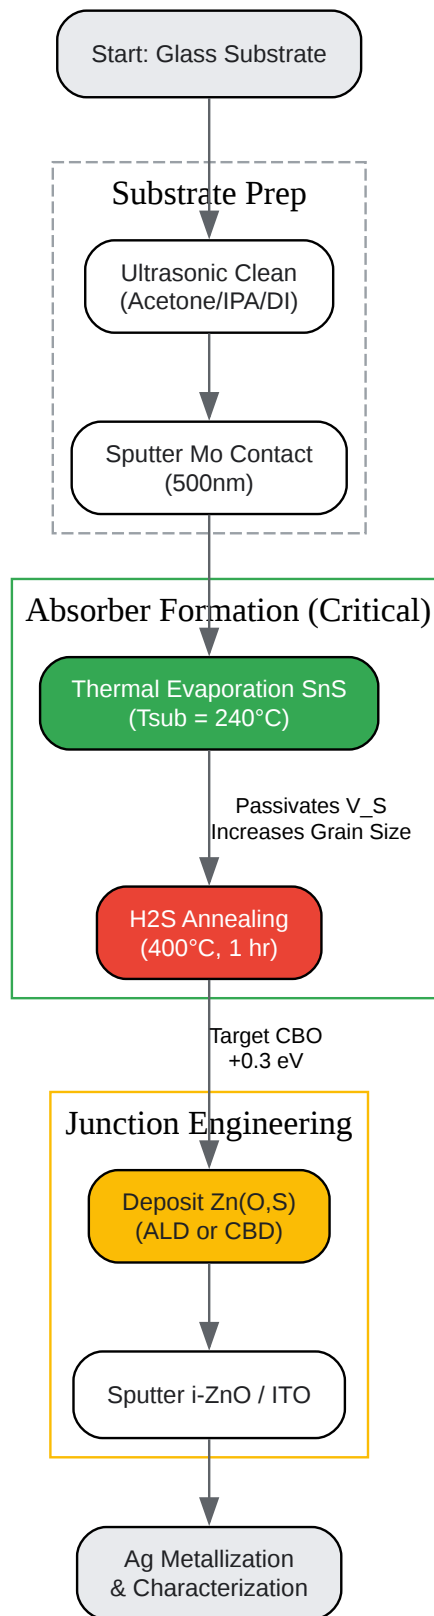 Start: Glass Substrate
Substrate Prep
Ultrasonic Clean
(Acetone/IPA/DI)
Sputter Mo Contact
(500nm)
Absorber Formation (Critical)
Thermal Evaporation SnS
(Tsub = 240°C)
Passivates V_S
Increases Grain Size
H2S Annealing
(400°C, 1 hr)
Target CBO
+0.3 eV
Junction Engineering
Deposit Zn(O,S)
(ALD or CBD)
Sputter i-ZnO / ITO
Ag Metallization
& Characterization